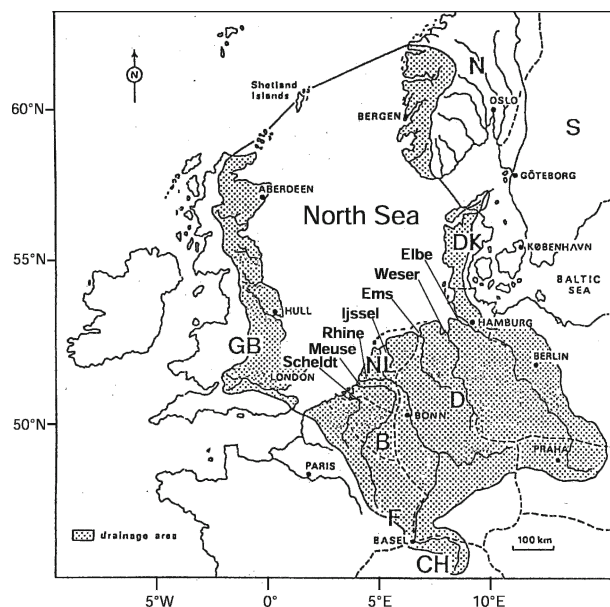 N
Shetland
Islands
60°N
BERGEN
N
OSLO
S
GÖTEBORG
ABERDEEN
North Sea
55°N
DK
KØBENHAVN
Elbe
Weser
BALTIC
SEA
Ems
Ijssel
HULL
HAMBURG
Rhine
GB
Meuse
NL
BERLIN
Scheldt
LONDON
D
50°N
BONN
B
PRAHA
PARIS
F
drainage area
BASEL
100 km
CH
5°W
0°
5°E
10°E